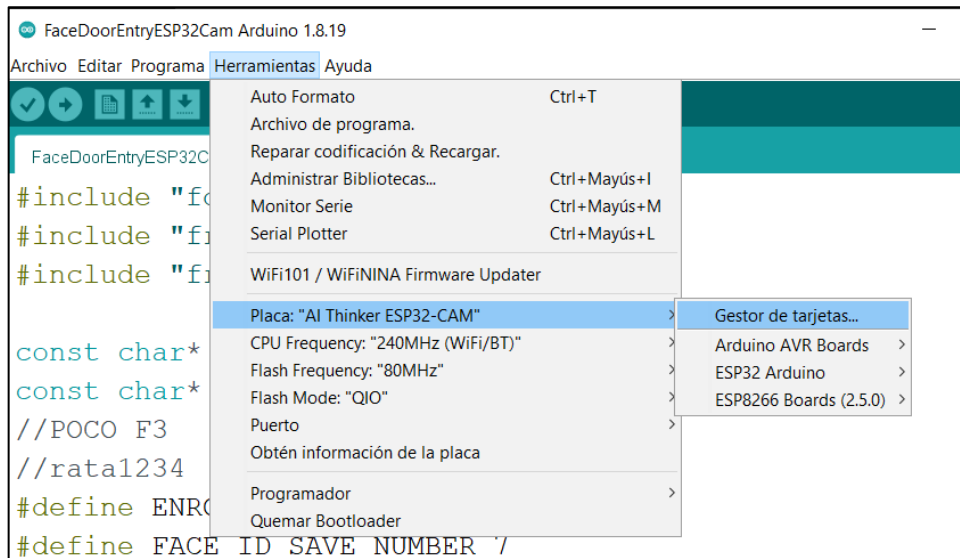 FaceDoorEntryESP32Cam Arduino 1.8.19
Archivo Editar Programa Herramientas Ayuda
Auto Formato Ctrl+T
Archivo de programa.
Reparar codificación & Recargar.
Administrar Bibliotecas... Ctrl+Mayús+I
Monitor Serie Ctrl+Mayús+M
Serial Plotter Ctrl+Mayús+L
WiFi101 / WiFiNINA Firmware Updater
Placa: "AI Thinker ESP32-CAM"
CPU Frequency: "240MHz (WiFi/BT)"
Flash Frequency: "80MHz"
Flash Mode: "QIO"
Puerto
Obtén información de la placa
Programador
Quemar Bootloader
Gestor de tarjetas...
Arduino AVR Boards
ESP32 Arduino
ESP8266 Boards (2.5.0)
FaceDoorEntryESP32C
#include "fo
#include "fr
#include "fr
const char*
const char*
//POCO F3
//rata1234
#define ENRO
#define FACE ID SAVE NUMBER 7